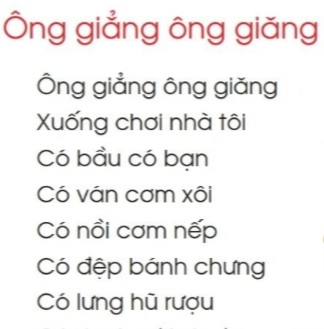 Ông giẳng ông giăng
Ông giẳng ông giăng
Xuống chơi nhà tôi
Có bầu có bạn
Có ván cơm xôi
Có nồi cơm nếp
Có đệp bánh chưng
Có lưng hũ rượu